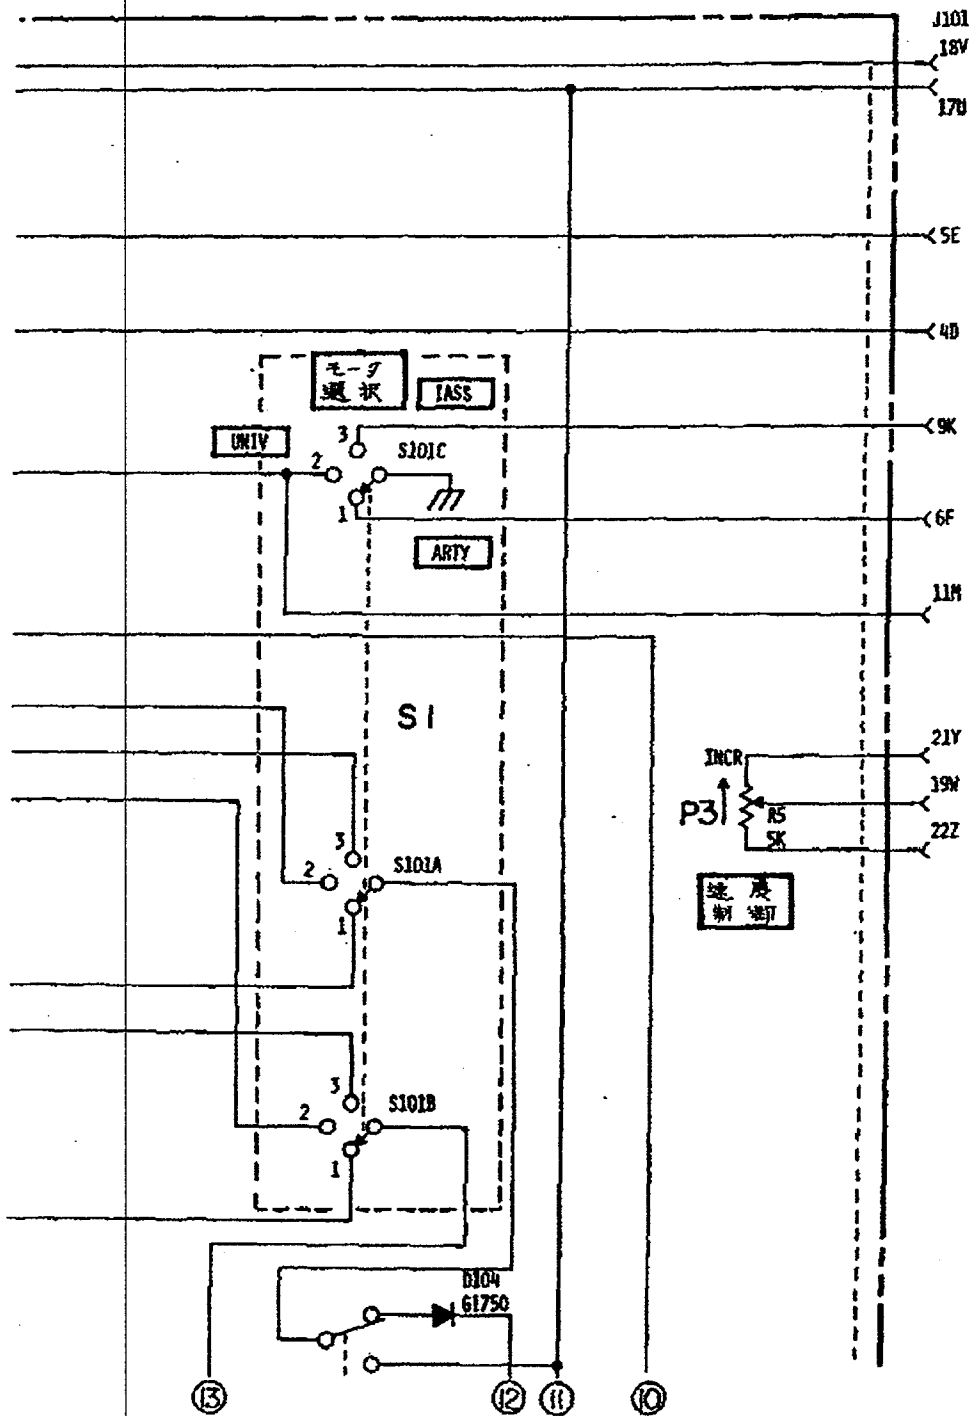 J101
18V
17U
5E
4D
モータ
選択
IASS
UNIV
3
S101C
2
9K
1
6F
ARTY
11M
S1
21Y
INCR
19W
P31
R5
5K
22Z
速度
制御
3
S101A
2
1
3
S101B
2
1
D104
G1750
13
12
11
10